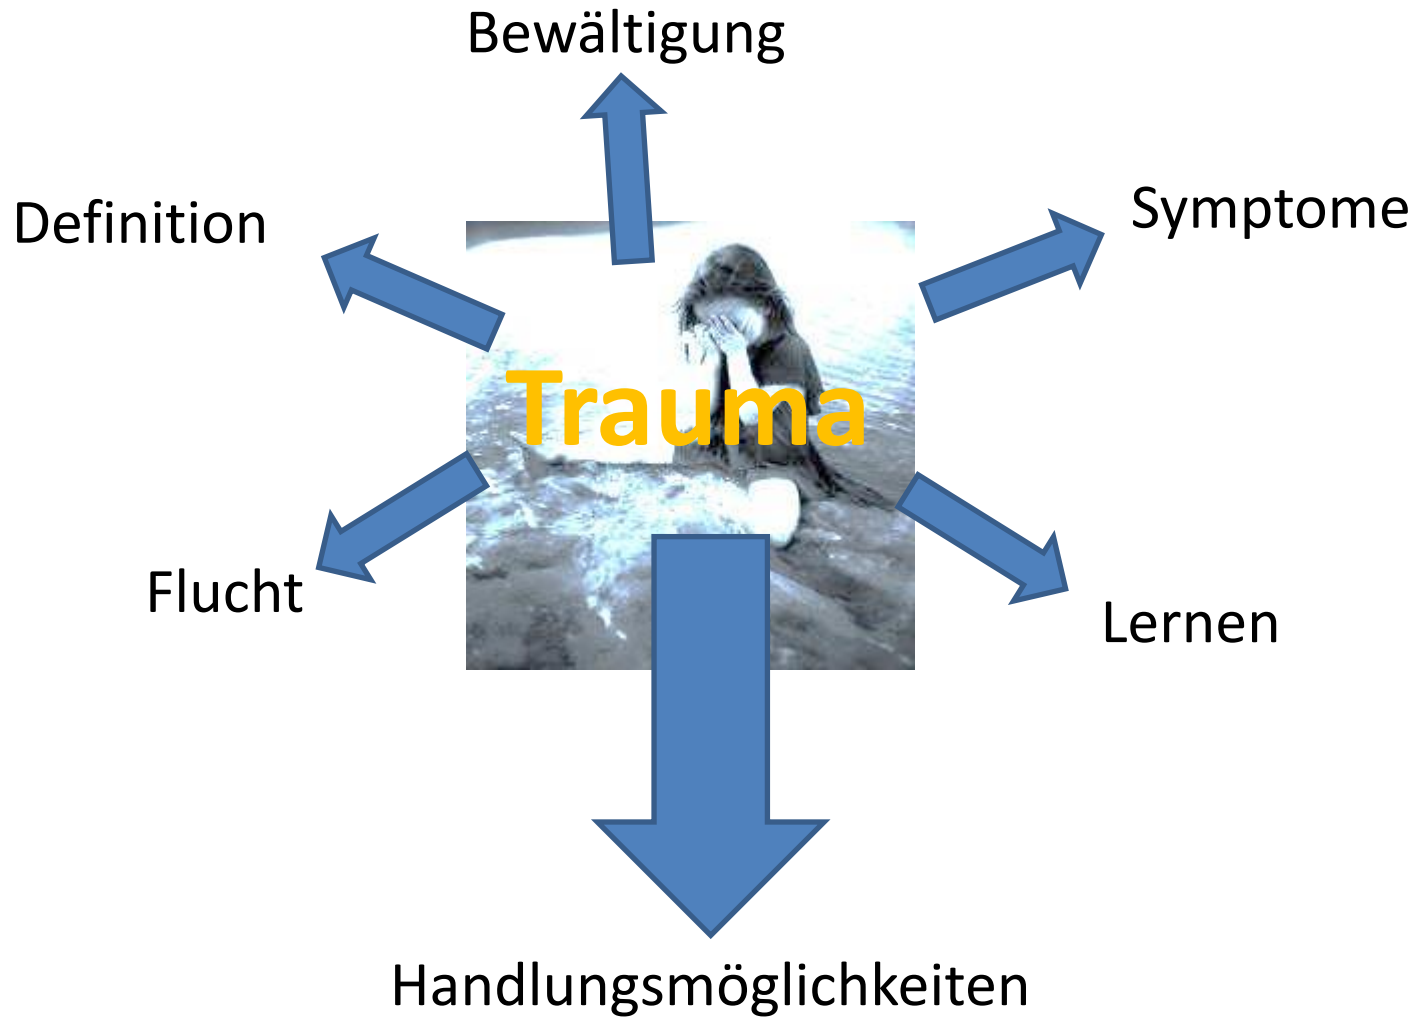 Bewältigung
Definition
Symptome
Trauma
Flucht
Lernen
Handlungsmöglichkeiten